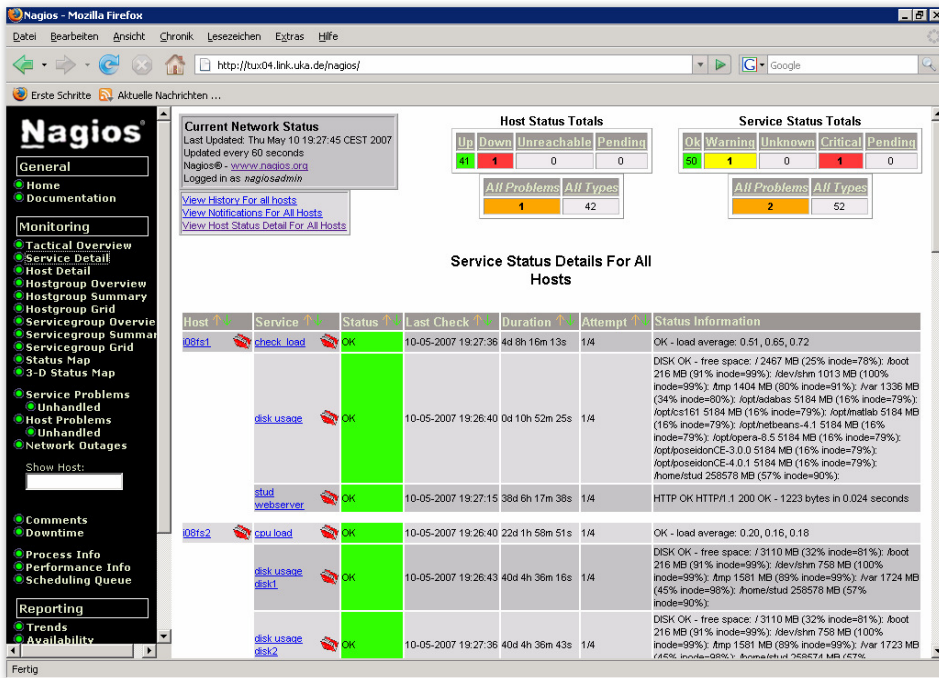 Nagios - Mozilla Firefox
Datei Bearbeiten Ansicht Chronik Lesezeichen Extras Hilfe
http://tux04.link.uka.de/nagios/
G Google
Erste Schritte Aktuelle Nachrichten ...
Nagios®
General
Home
Documentation
Monitoring
Tactical Overview
Service Detail
Host Detail
Hostgroup Overview
Hostgroup Summary
Hostgroup Grid
Servicegroup Overvie
Servicegroup Summar
Servicegroup Grid
Status Map
3-D Status Map
Service Problems
Unhandled
Host Problems
Unhandled
Network Outages
Show Host:
Comments
Downtime
Process Info
Performance Info
Scheduling Queue
Reporting
Trends
Availability
Current Network Status
Last Updated: Thu May 10 19:27:45 CEST 2007
Updated every 60 seconds
Nagios® - www.nagios.org
Logged in as nagiosadmin
View History For all hosts
View Notifications For All Hosts
View Host Status Detail For All Hosts
Host Status Totals
Up Down Unreachable Pending
41 1 0 0
All Problems All Types
1 42
Service Status Totals
Ok Warning Unknown Critical Pending
50 1 0 1 0
All Problems All Types
2 52
Service Status Details For All
Hosts
Host Service Status Last Check Duration Attempt Status Information
i08fs1 check_load OK 10-05-2007 19:27:36 4d 8h 16m 13s 1/4 OK - load average: 0.51, 0.65, 0.72
disk usage OK 10-05-2007 19:26:40 0d 10h 52m 25s 1/4
DISK OK - free space: / 2467 MB (25% inode=78%): /boot
216 MB (91% inode=99%): /dev/shm 1013 MB (100%
inode=99%): /tmp 1404 MB (80% inode=91%): /var 1336 MB
(34% inode=80%): /opt/adabas 5184 MB (16% inode=79%):
/opt/cs161 5184 MB (16% inode=79%): /opt/matlab 5184 MB
(16% inode=79%): /opt/netbeans-4.1 5184 MB (16%
inode=79%): /opt/opera-8.5 5184 MB (16% inode=79%):
/opt/poseidonCE-3.0.0 5184 MB (16% inode=79%):
/opt/poseidonCE-4.0.1 5184 MB (16% inode=79%):
/home/stud 258578 MB (57% inode=90%):
stud
webserver OK 10-05-2007 19:27:15 38d 6h 17m 38s 1/4 HTTP OK HTTP/1.1 200 OK - 1223 bytes in 0.024 seconds
i08fs2 cpu load OK 10-05-2007 19:26:40 22d 1h 58m 51s 1/4 OK - load average: 0.20, 0.16, 0.18
disk usage
disk1 OK 10-05-2007 19:26:43 40d 4h 36m 16s 1/4
DISK OK - free space: / 3110 MB (32% inode=81%): /boot
216 MB (91% inode=99%): /dev/shm 758 MB (100%
inode=99%): /tmp 1581 MB (89% inode=99%): /var 1724 MB
(45% inode=98%): /home/stud 258578 MB (57%
inode=90%):
disk usage
disk2 OK 10-05-2007 19:27:36 40d 4h 36m 43s 1/4
DISK OK - free space: / 3110 MB (32% inode=81%): /boot
216 MB (91% inode=99%): /dev/shm 758 MB (100%
inode=99%): /tmp 1581 MB (89% inode=99%): /var 1723 MB
(45% inode=98%): /home/stud 258574 MB (57%
Fertig